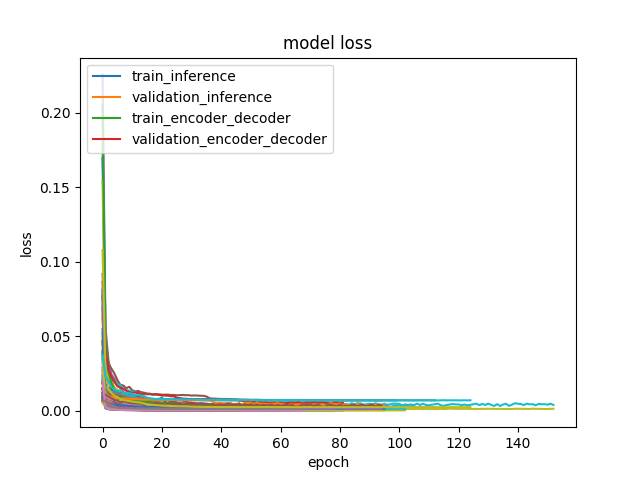 model loss
train_inference
validation_inference
train_encoder_decoder
validation_encoder_decoder
0.20
0.15
0.10
0.05
0.00
loss
0 20 40 60 80 100 120 140
epoch